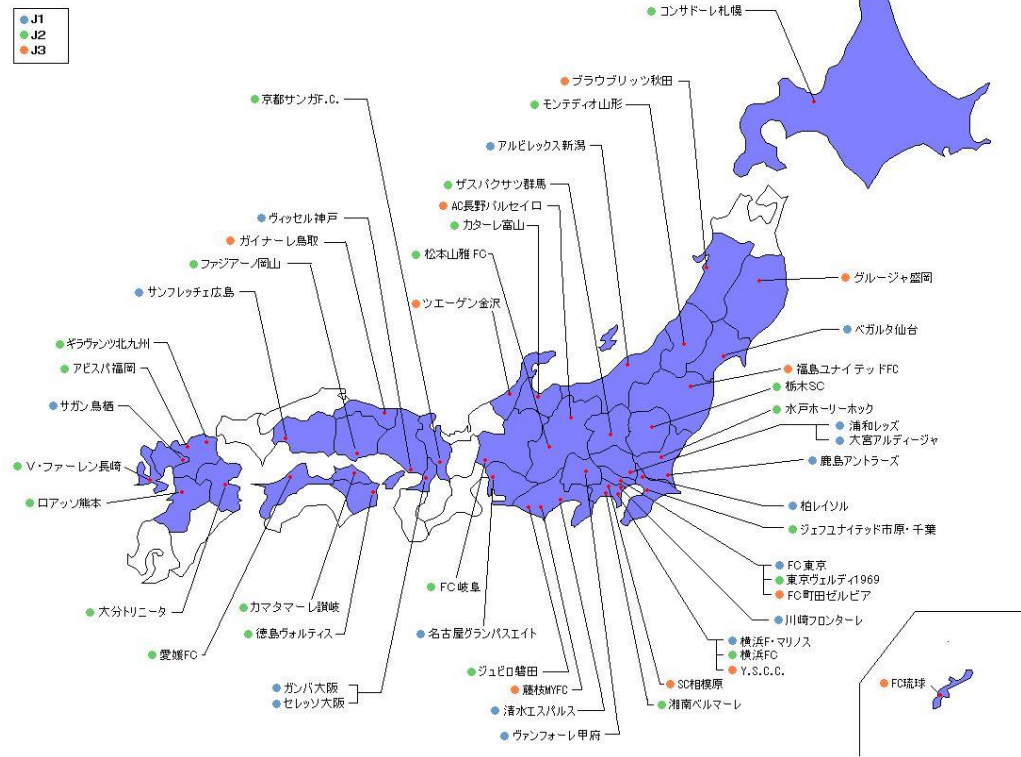 J1
J2
J3
コンサドーレ札幌
ブラウブリッツ秋田
京都サンガF.C.
モンテディオ山形
アルビレックス新潟
ザスパクサツ群馬
AC長野パルセイロ
ヴィッセル神戸
カターレ富山
ガイナーレ鳥取
松本山雅FC
ファジアーノ岡山
グルージャ盛岡
サンフレッチェ広島
ツエーゲン金沢
ベガルタ仙台
ギラヴァンツ北九州
アビスパ福岡
福島ユナイテッドFC
栃木SC
サガン鳥栖
水戸ホーリーホック
浦和レッズ
大宮アルディージャ
鹿島アントラーズ
V・ファーレン長崎
ロアッソ熊本
柏レイソル
ジェフユナイテッド市原・千葉
FC東京
東京ヴェルディ1969
FC町田ゼルビア
FC岐阜
大分トリニータ
カマタマーレ讃岐
川崎フロンターレ
徳島ヴォルティス
名古屋グランパスエイト
横浜F・マリノス
横浜FC
Y.S.C.C.
愛媛FC
ジュビロ磐田
SC相模原
FC琉球
ガンバ大阪
セレッソ大阪
藤枝MYFC
湘南ベルマーレ
清水エスパルス
ヴァンフォーレ甲府